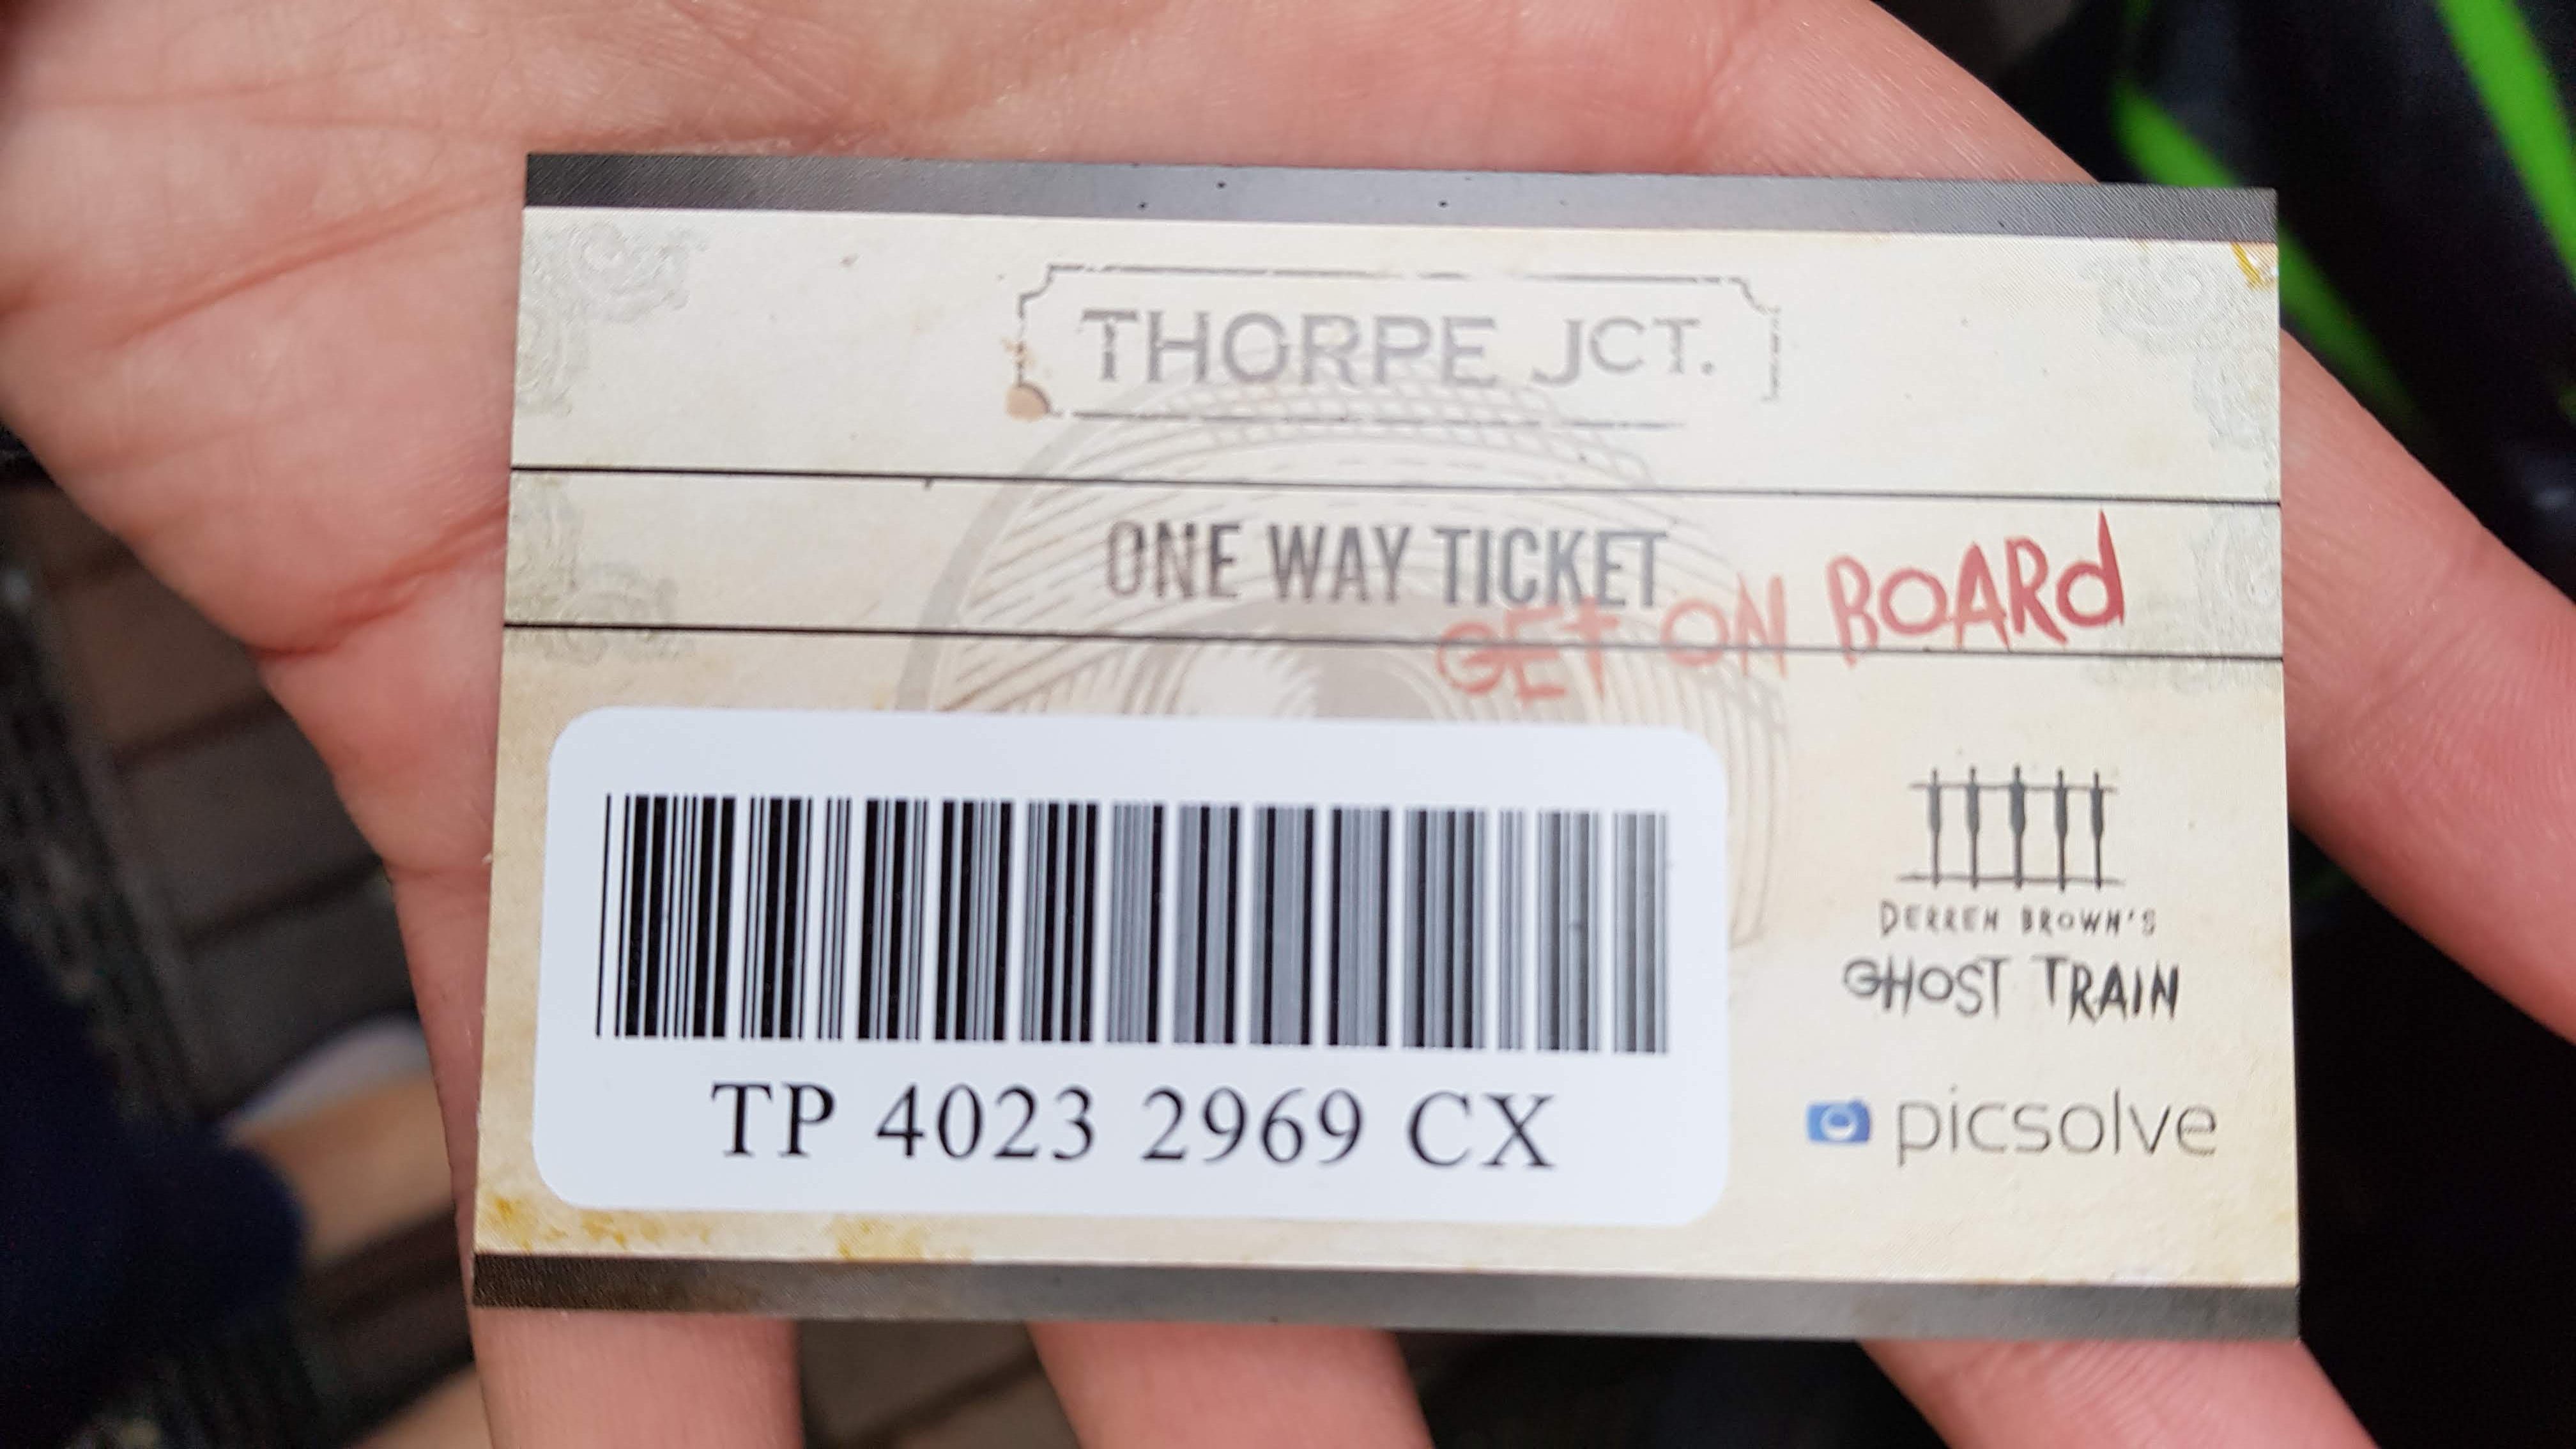 THORPE JCT.
ONE WAY TICKET
GET ON BOARd
DERREN BROWN'S
GHOST TRAIN
picsolve
TP 4023 2969 CX